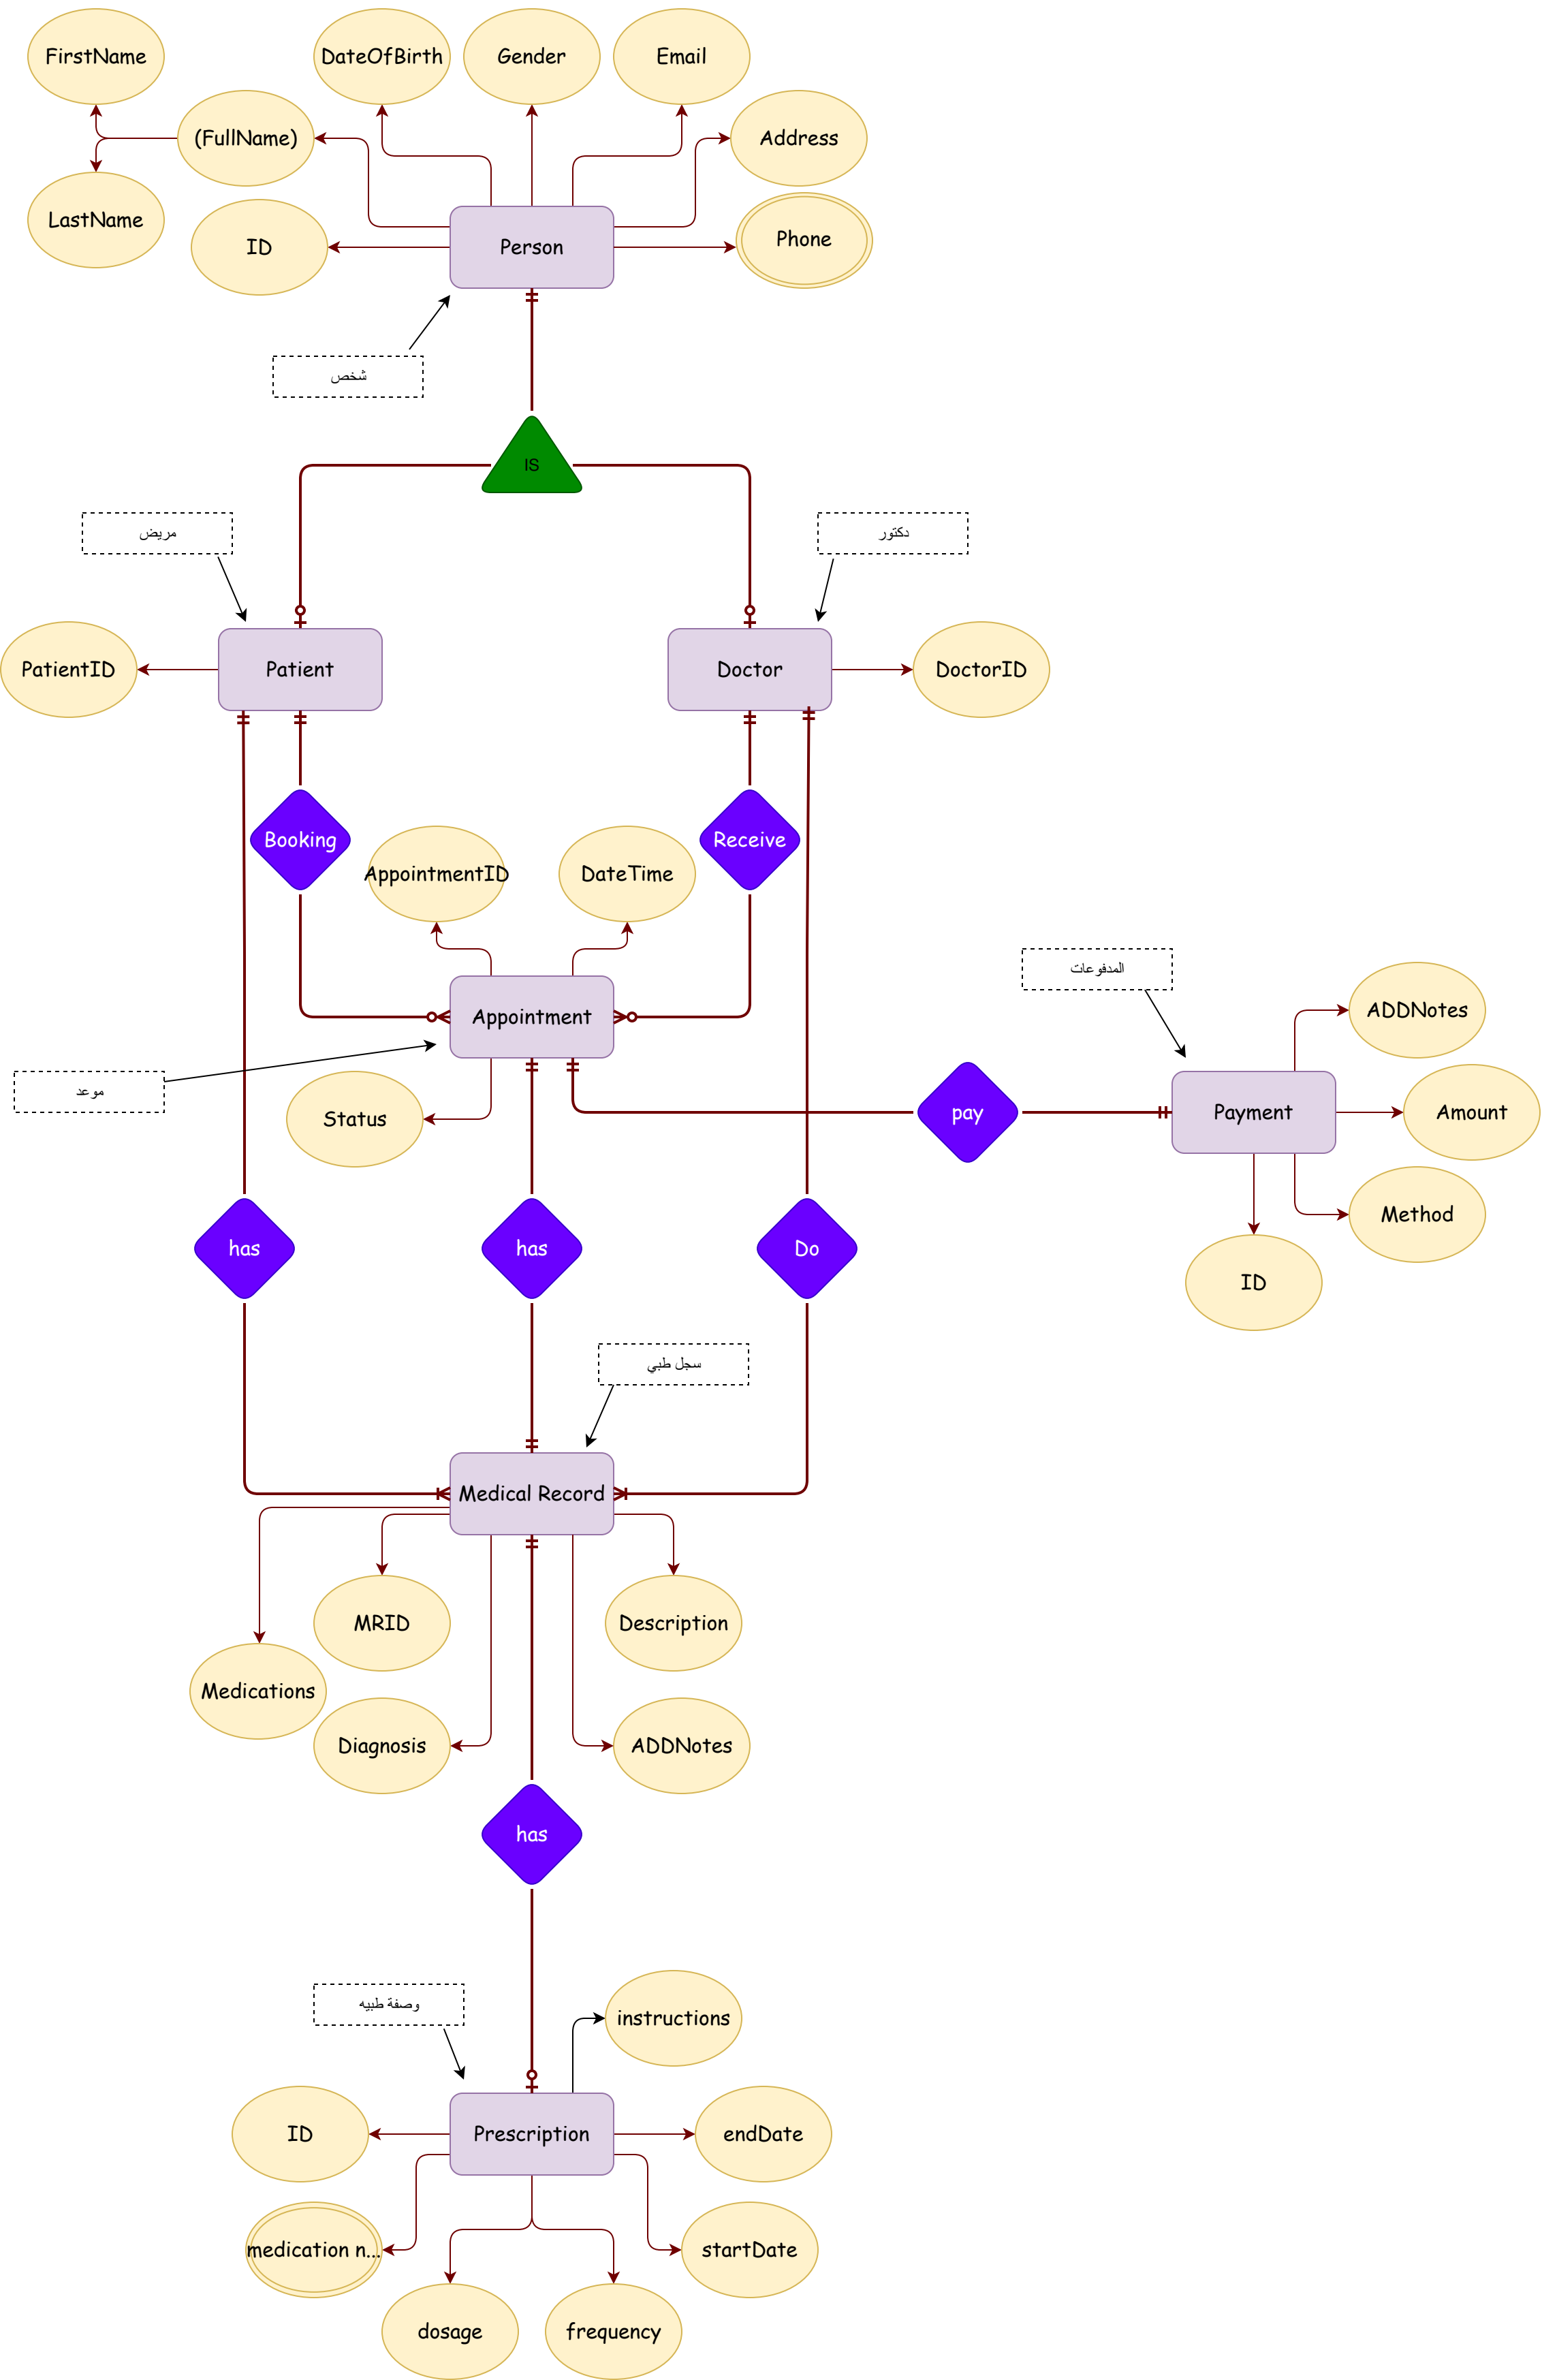 FirstName
DateOfBirth
Gender
Email
(FullName)
Address
LastName
ID
Person
Phone
شخص
IS
مريض
دكتور
PatientID
Patient
Doctor
DoctorID
Booking
Receive
AppointmentID
DateTime
المدفوعات
ADDNotes
Appointment
موعد
Status
pay
Payment
Amount
Method
has
has
Do
ID
سجل طبي
Medical Record
MRID
Description
Medications
Diagnosis
ADDNotes
has
وصفة طبيه
instructions
ID
Prescription
endDate
medication n...
startDate
dosage
frequency